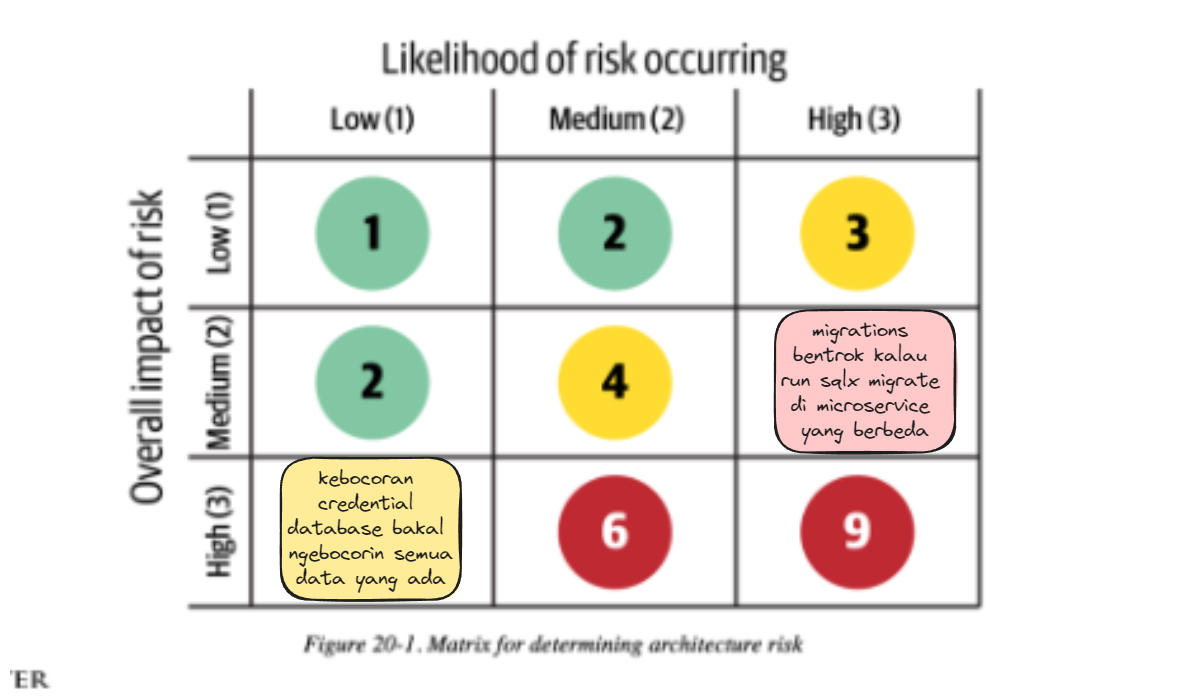 Likelihood of risk occurring
Low (1)
Medium (2)
High (3)
Overall impact of risk
Low (1)
1
2
3
Medium (2)
2
4
migrations
bentrok kalau
run sqlx migrate
di microservice
yang berbeda
High (3)
kebocoran
credential
database bakal
ngebocorin semua
data yang ada
6
9
Figure 20-1. Matrix for determining architecture risk
ER